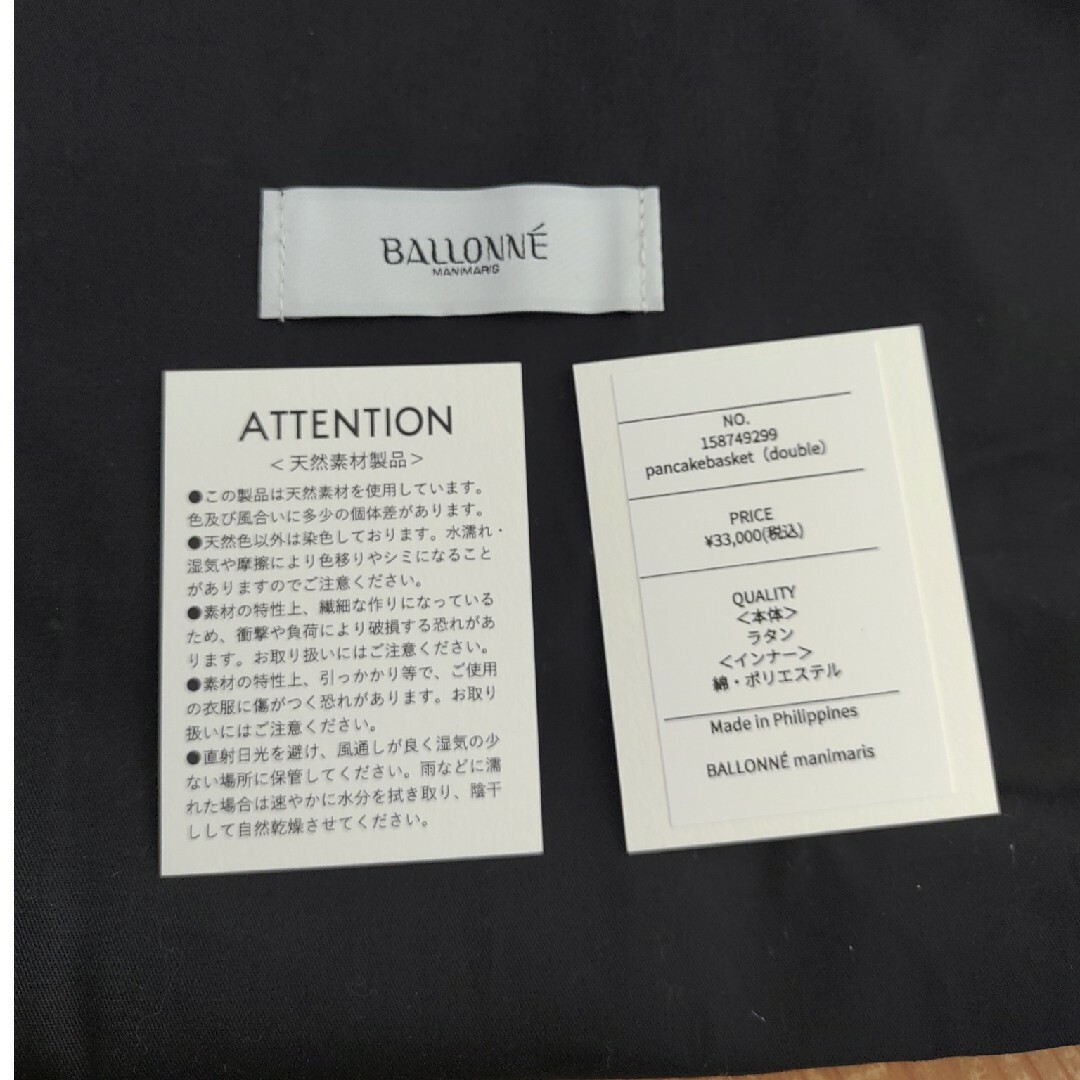 BALLONNÉ
MANIMARIS
ATTENTION
<天然素材製品>
●この製品は天然素材を使用しています。
色及び風合いに多少の個体差があります。
●天然色以外は染色しております。水濡れ・
湿気や摩擦により色移りやシミになること
がありますのでご注意ください。
●素材の特性上、繊細な作りになっている
ため、衝撃や負荷により破損する恐れがあ
ります。お取り扱いにはご注意ください。
●素材の特性上、引っかかり等で、ご使用
の衣服に傷がつく恐れがあります。お取り
扱いにはご注意ください。
●直射日光を避け、風通しが良く湿気の少
ない場所に保管してください。雨などに濡
れた場合は速やかに水分を拭き取り、陰干
しして自然乾燥させてください。
NO.
158749299
pancakebasket（double）
PRICE
¥33,000(税込)
QUALITY
<本体>
ラタン
<インナー>
綿・ポリエステル
Made in Philippines
BALLONNÉ manimaris